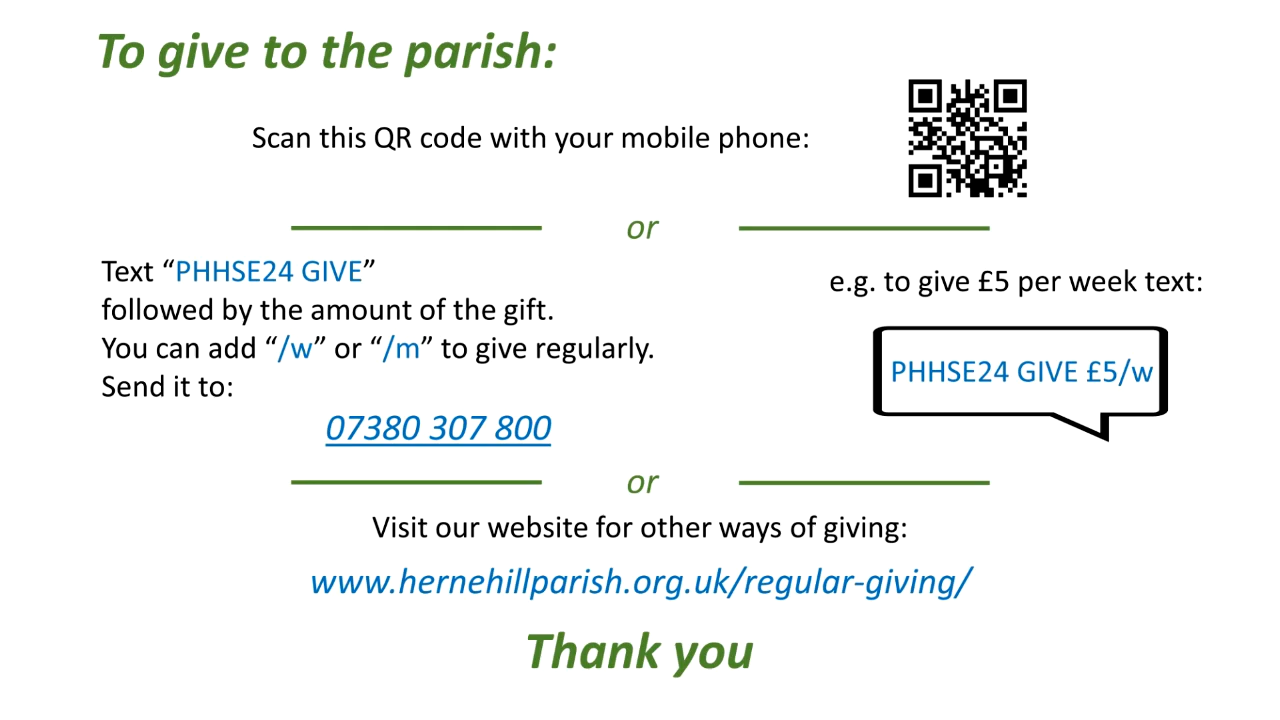 To give to the parish:
Scan this QR code with your mobile phone:
or
Text “PHHSE24 GIVE”
followed by the amount of the gift.
You can add “/w” or “/m” to give regularly.
Send it to:
07380 307 800
e.g. to give £5 per week text:
PHHSE24 GIVE £5/w
or
Visit our website for other ways of giving:
www.hernehillparish.org.uk/regular-giving/
Thank you